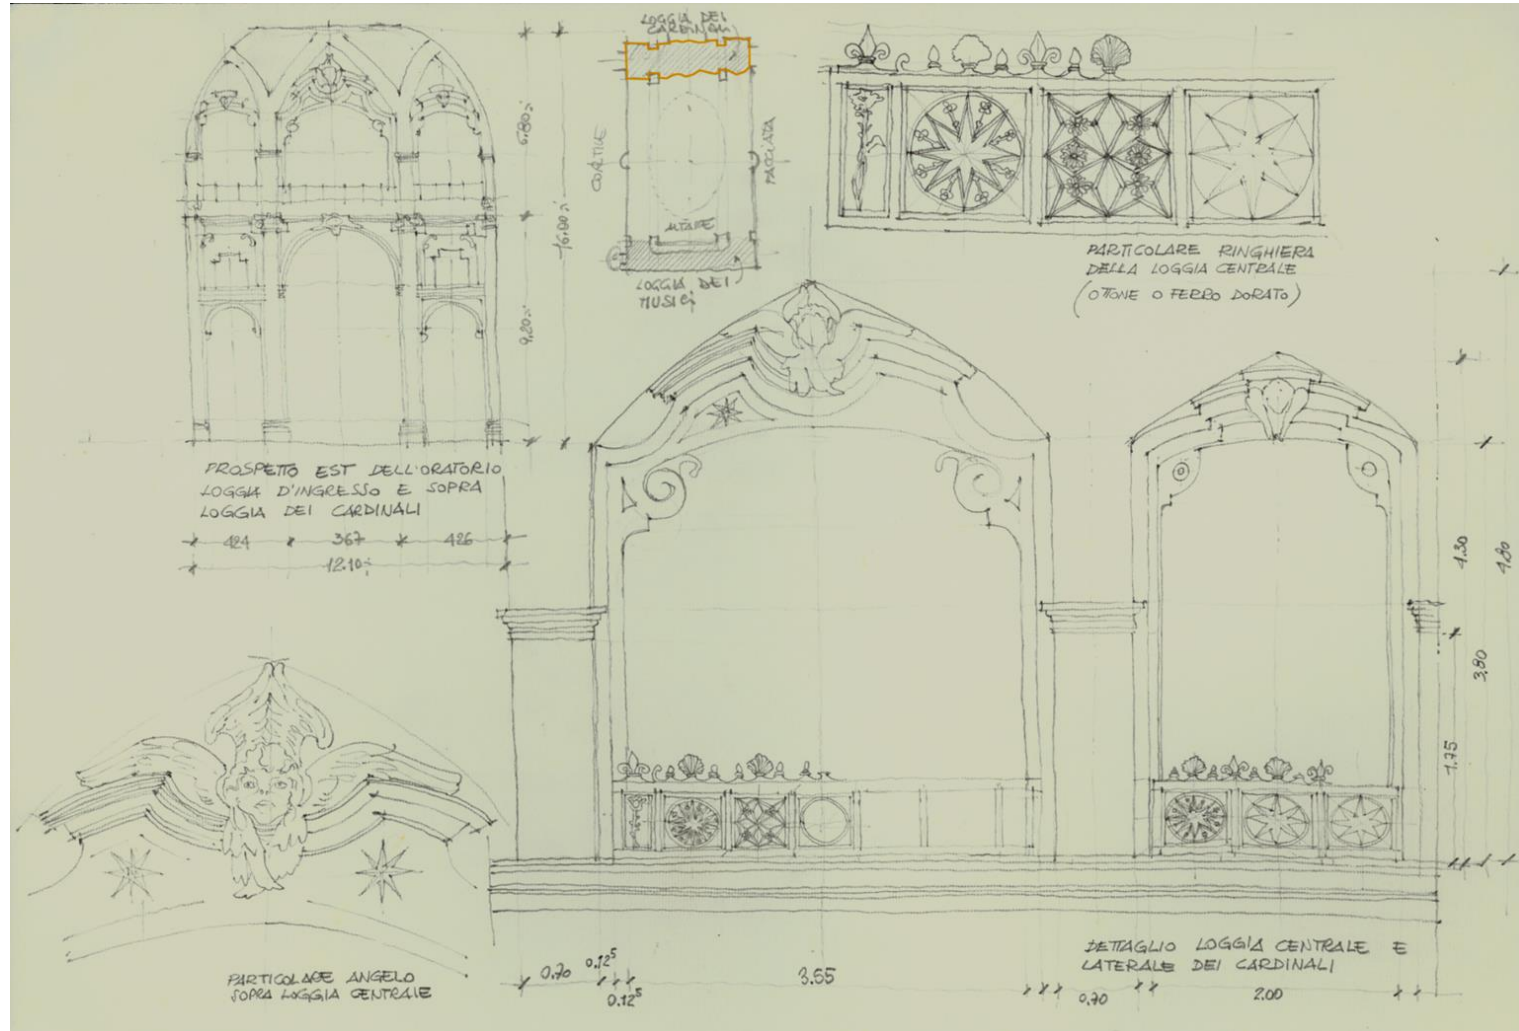 LOGGIA DEI
CARDINALI
CORTILE
FACCIATA
ALTARE
LOGGIA DEI
MUSICI
6.80
16.00
9.20
PROSPETTO EST DELL'ORATORIO
LOGGIA D'INGRESSO E SOPRA
LOGGIA DEI CARDINALI
424 367 426
12.10
PARTICOLARE RINGHIERA
DELLA LOGGIA CENTRALE
(OTTONE O FERRO DORATO)
1.30
4.80
3.80
1.75
PARTICOLARE ANGELO
SOPRA LOGGIA CENTRALE
DETTAGLIO LOGGIA CENTRALE E
LATERALE DEI CARDINALI
0.70 0.12⁵ 0.12⁵ 3.55 0.70 2.00